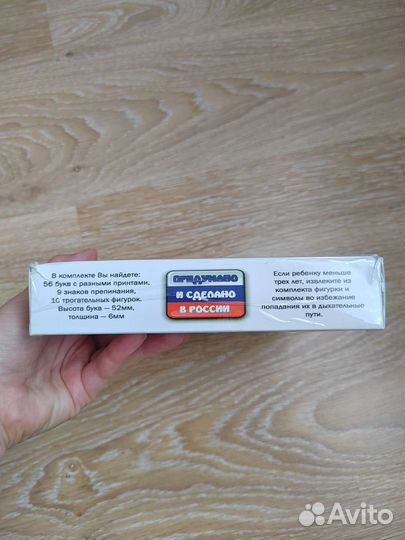 В комплекте Вы найдете:
56 букв с разными принтами,
9 знаков препинания,
10 трогательных фигурок.
Высота букв – 52мм,
толщина – 6мм
ПРИДУМАНО
И СДЕЛАНО
В РОССИИ
Если ребенку меньше
трех лет, извлеките из
комплекта фигурки и
символы во избежание
попадания их в дыхательные
пути.
Avito